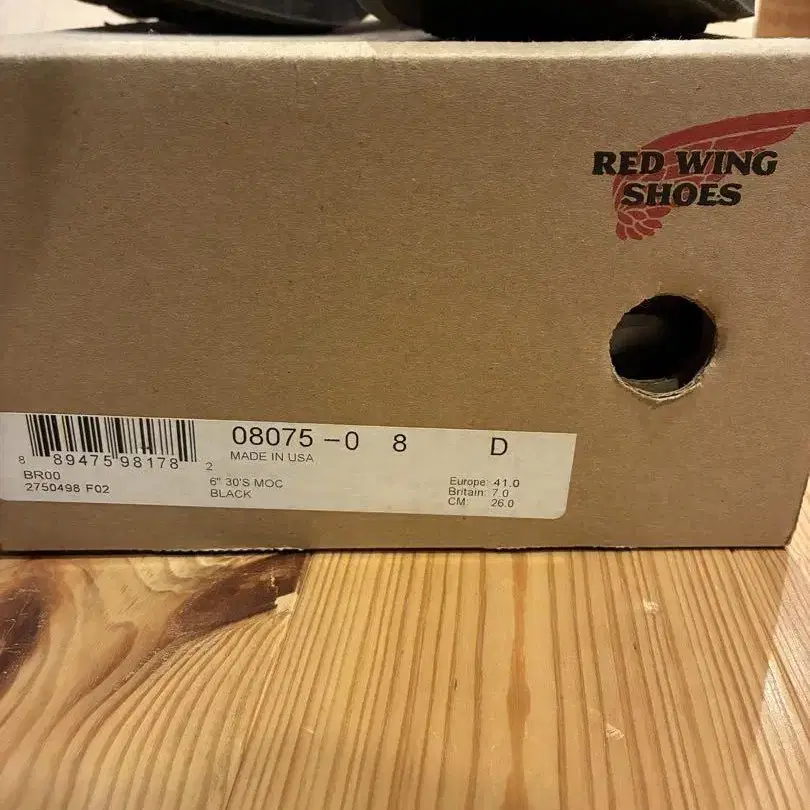 RED WING
SHOES
08075-0 8 D
MADE IN USA
8 89475 98178 2
BR00
2750498 F02
6" 30'S MOC
BLACK
Europe: 41.0
Britain: 7.0
CM: 26.0